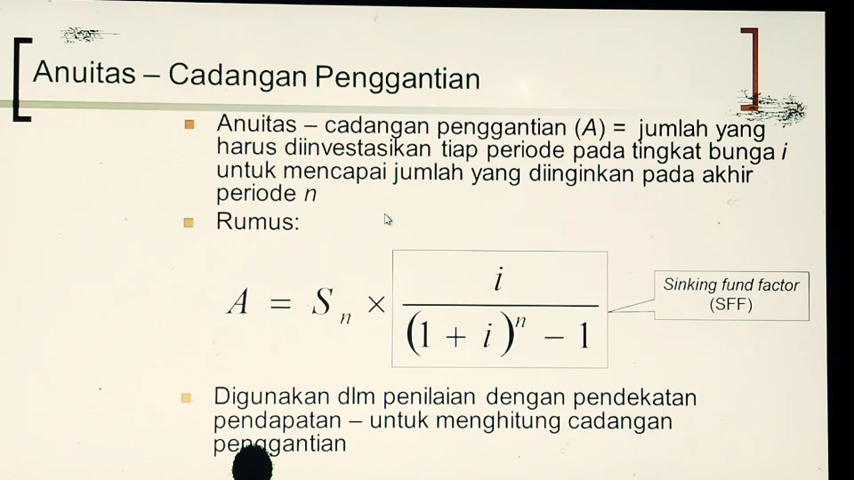 Anuitas – Cadangan Penggantian
Anuitas – cadangan penggantian (A) = jumlah yang
harus diinvestasikan tiap periode pada tingkat bunga i
untuk mencapai jumlah yang diinginkan pada akhir
periode n
Rumus:
A = Sₙ × i / ((1 + i)ⁿ − 1)
Sinking fund factor
(SFF)
Digunakan dlm penilaian dengan pendekatan
pendapatan – untuk menghitung cadangan
penggantian